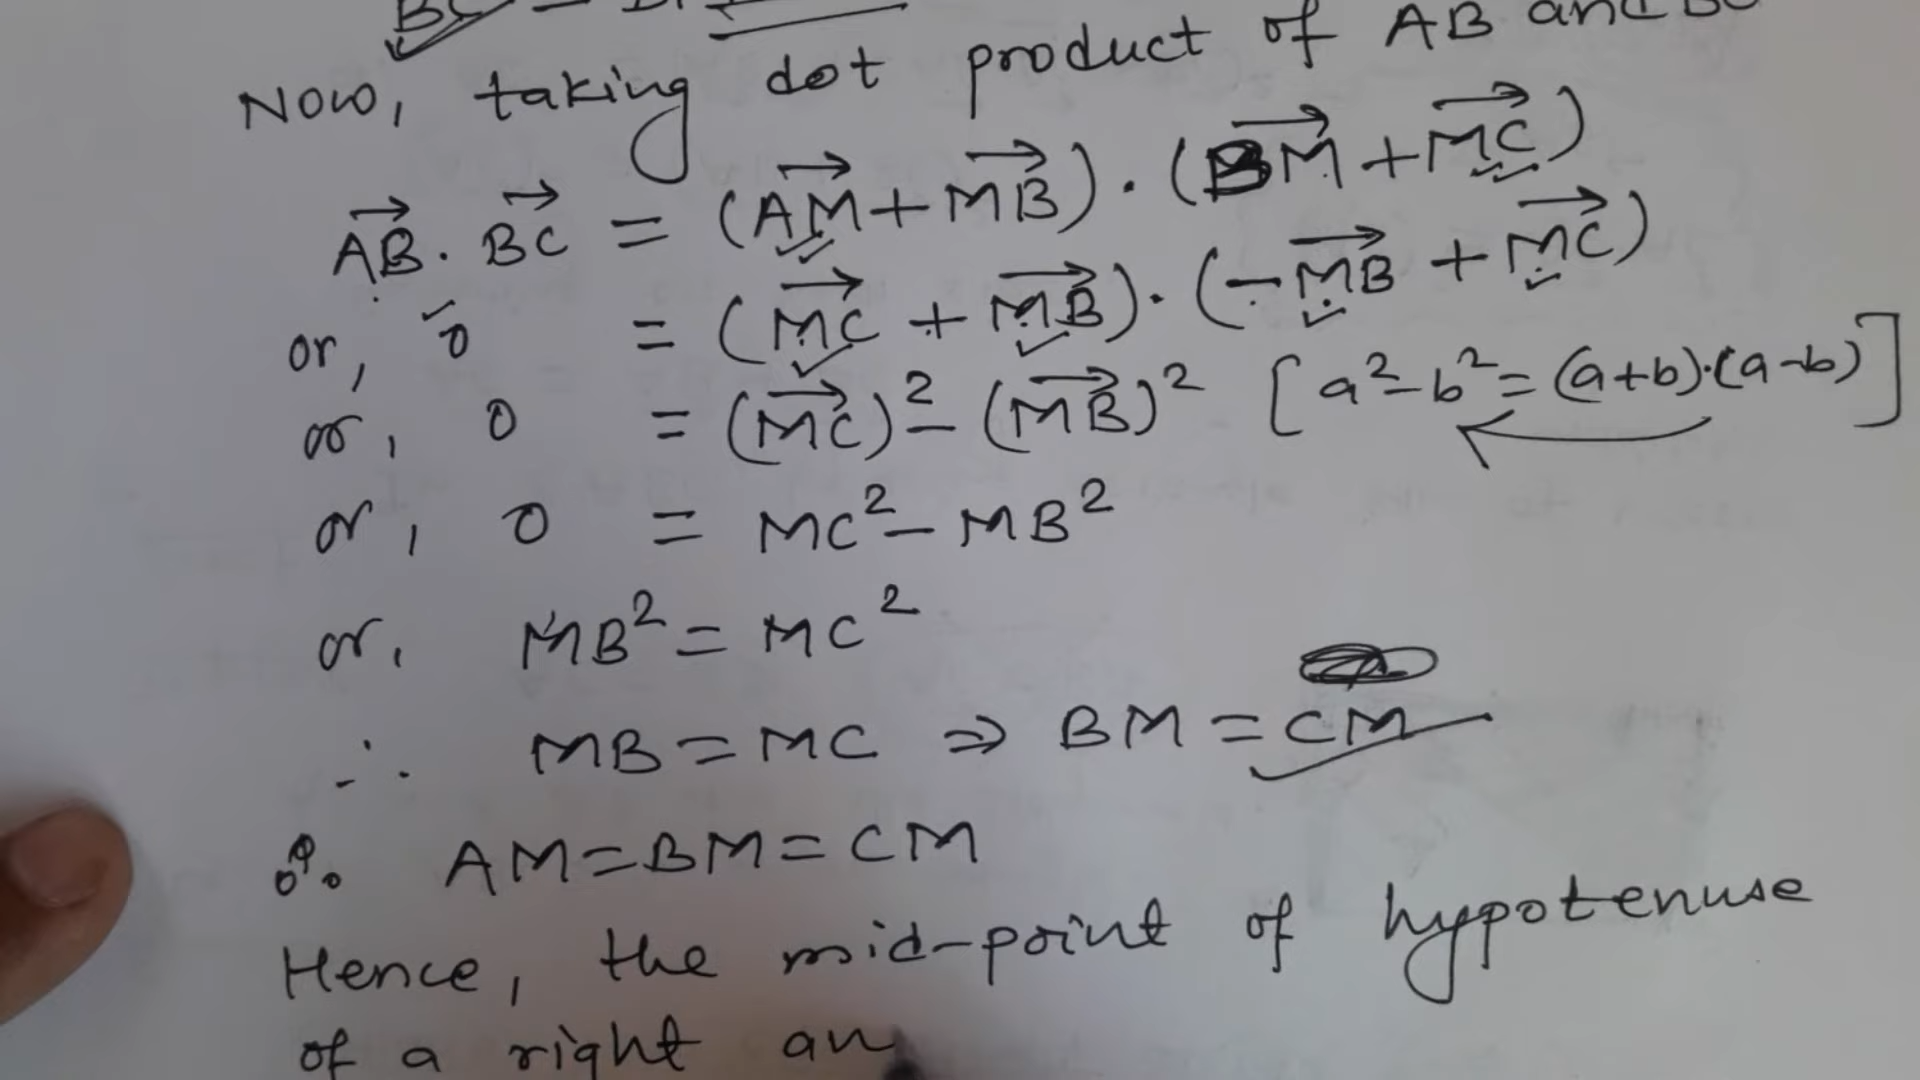 BC =
Now, taking dot product of AB and
AB⃗ . BC⃗ = (AM⃗ + MB⃗) . (BM⃗ + MC⃗)
or, 0 = (MC⃗ + MB⃗) . (-MB⃗ + MC⃗)
or, 0 = (MC⃗)² - (MB⃗)² [a²-b² = (a+b).(a-b)]
or, 0 = MC² - MB²
or, MB² = MC²
∴ MB = MC ⇒ BM = CM
∴ AM = BM = CM
Hence, the mid-point of hypotenuse
of a right an